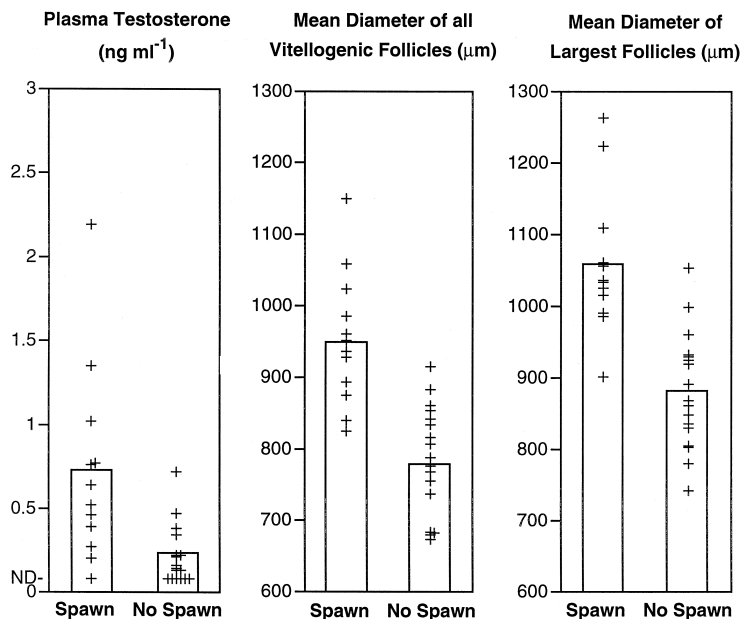 Plasma Testosterone
(ng ml-1)
Mean Diameter of all
Vitellogenic Follicles (μm)
Mean Diameter of
Largest Follicles (μm)
3
2.5
2
1.5
1
0.5
ND-
0
Spawn No Spawn
1300
1200
1100
1000
900
800
700
600
Spawn No Spawn
1300
1200
1100
1000
900
800
700
600
Spawn No Spawn